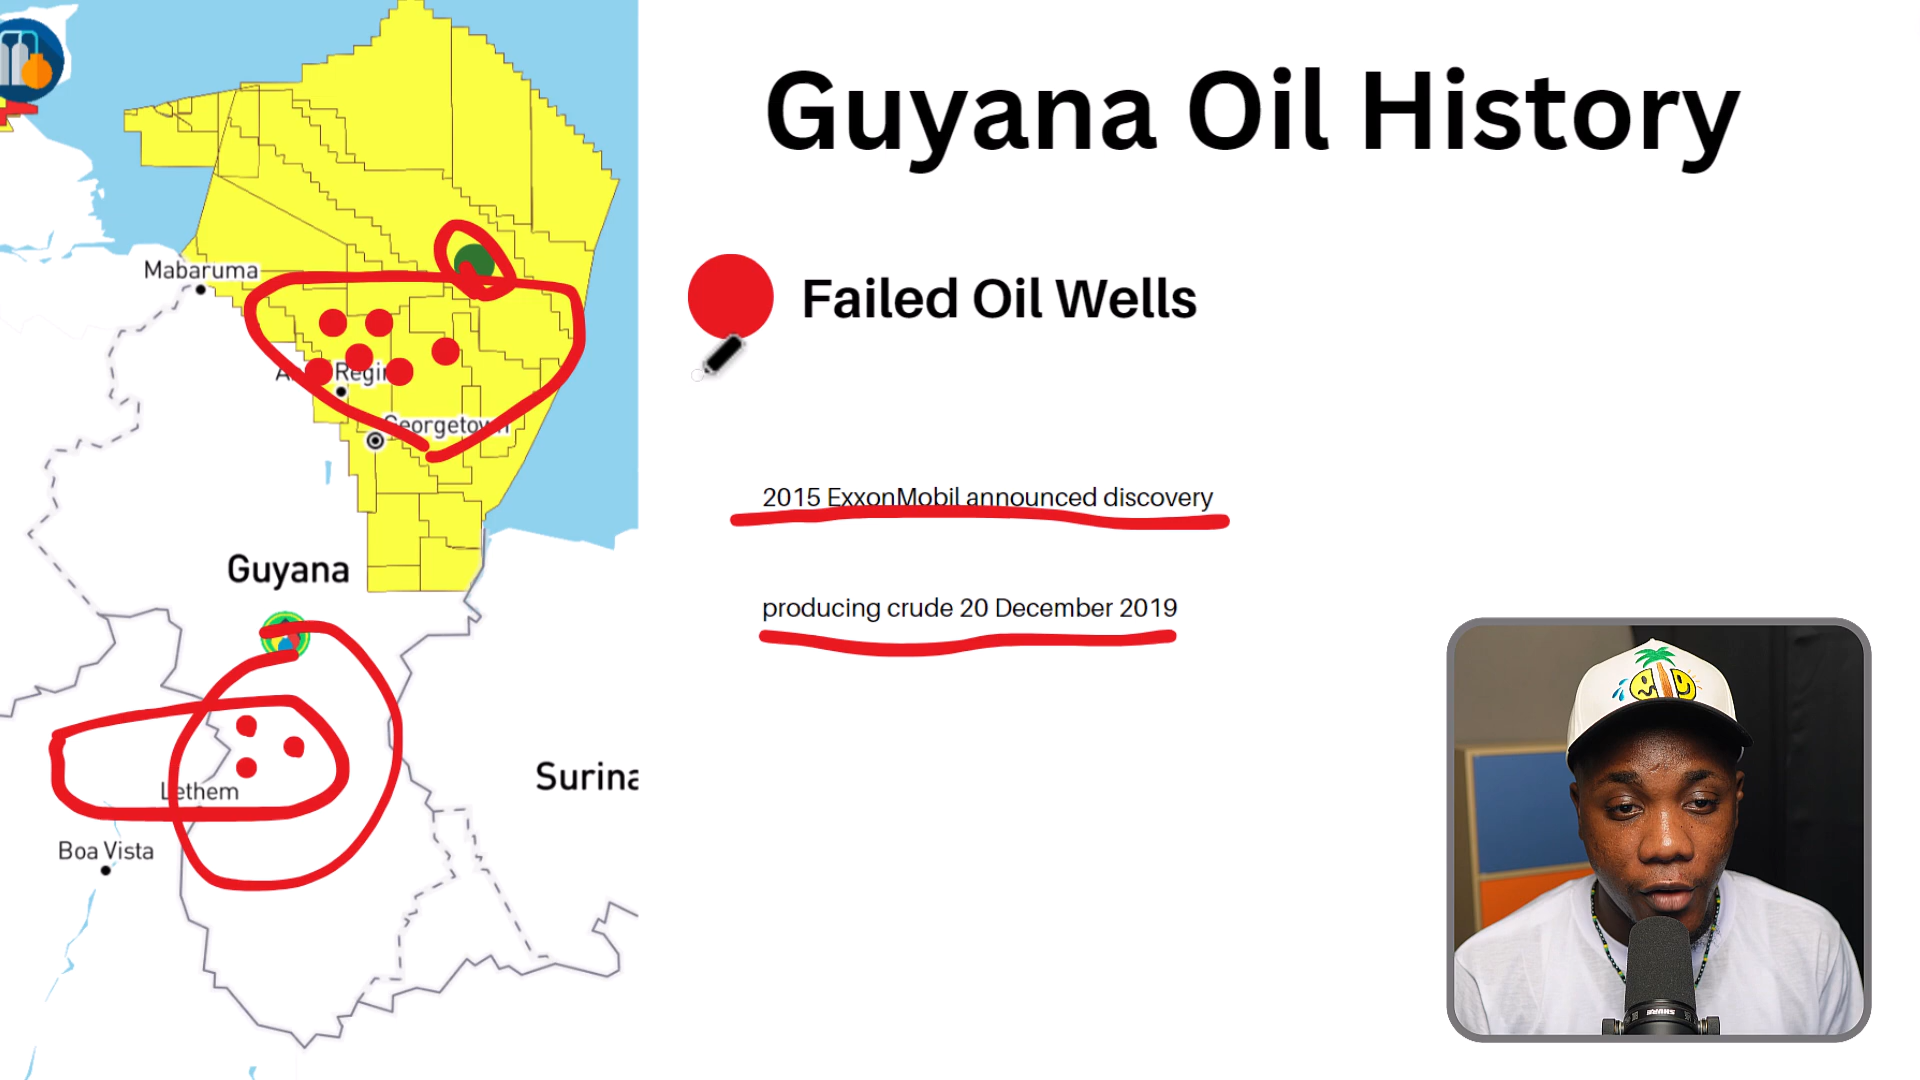 Guyana Oil History
Mabaruma
Failed Oil Wells
Georgetown
2015 ExxonMobil announced discovery
Guyana
producing crude 20 December 2019
Surina
Lethem
Boa Vista
SHURE